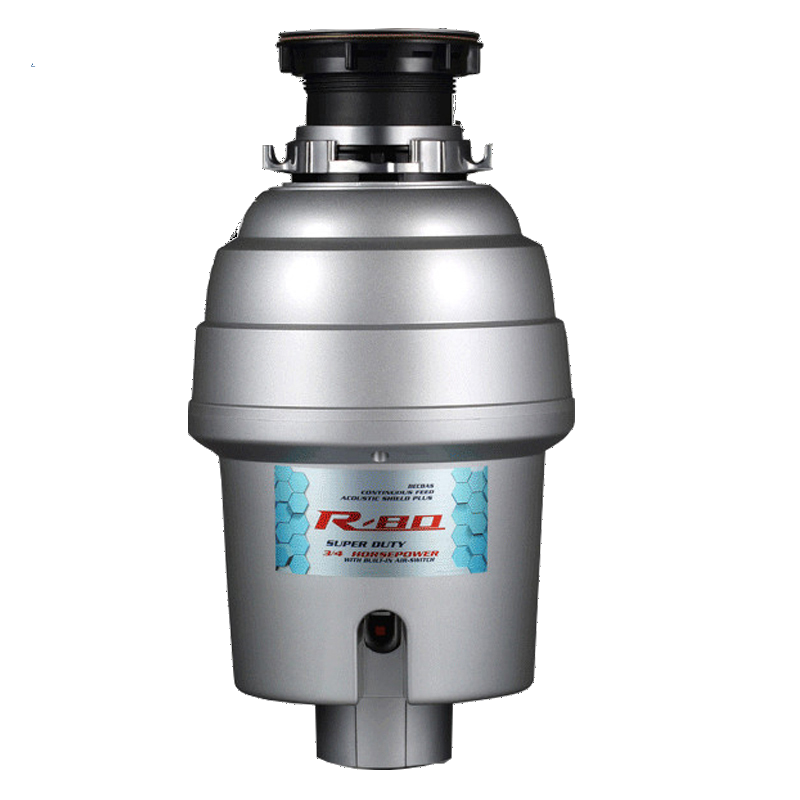 BECBAS
CONTINUOUS FEED
ACOUSTIC SHIELD PLUS
R-80
SUPER DUTY
3/4 HORSEPOWER
WITH BUILT-IN AIR-SWITCH